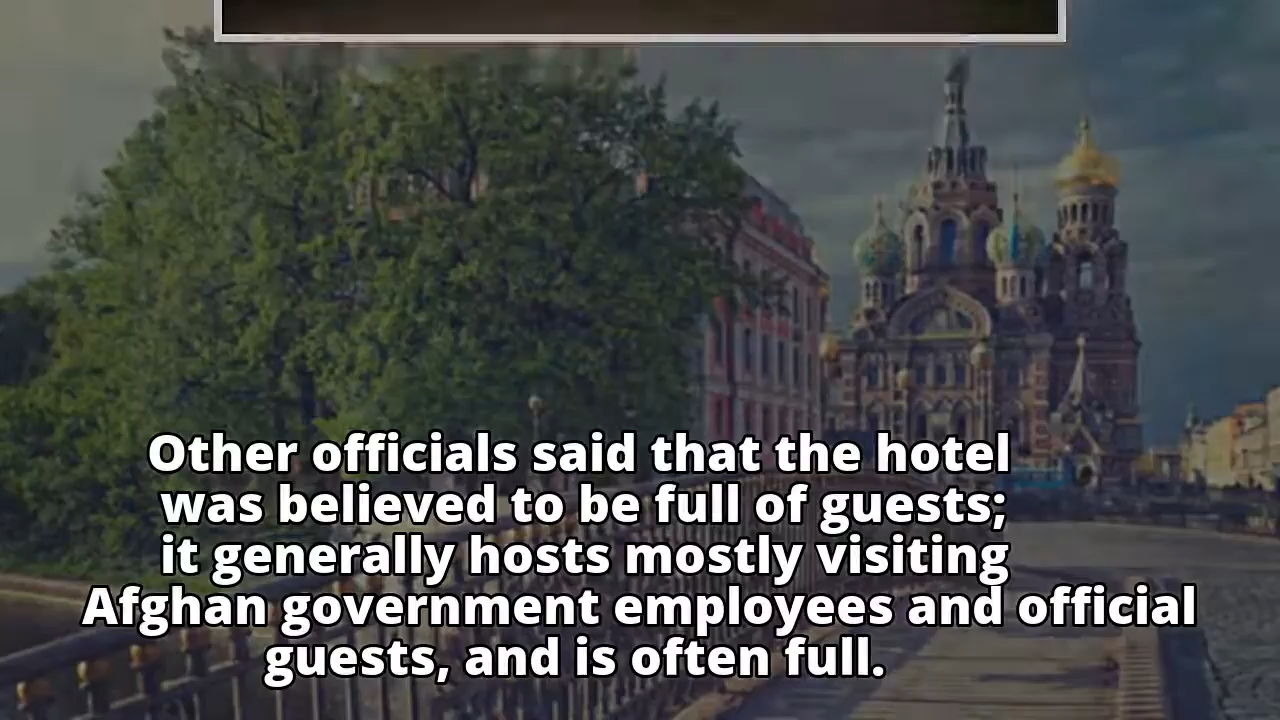 Other officials said that the hotel
was believed to be full of guests;
it generally hosts mostly visiting
Afghan government employees and official
guests, and is often full.